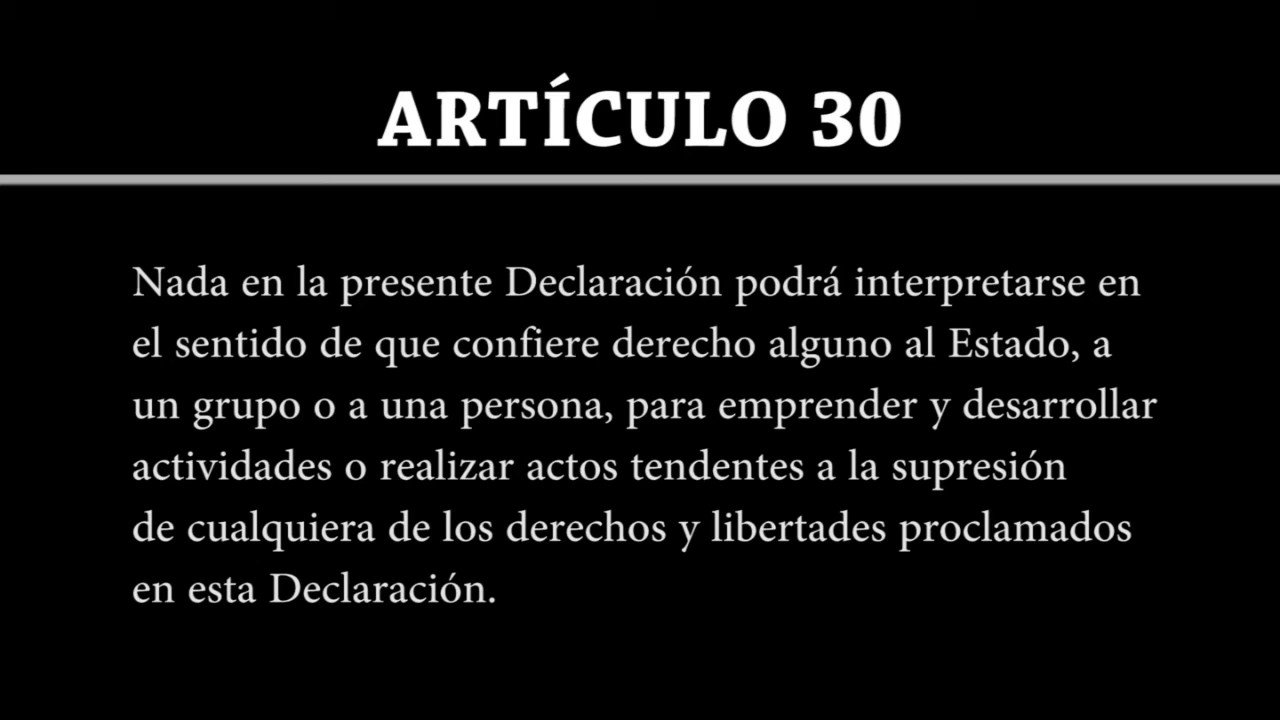 ARTÍCULO 30
Nada en la presente Declaración podrá interpretarse en
el sentido de que confiere derecho alguno al Estado, a
un grupo o a una persona, para emprender y desarrollar
actividades o realizar actos tendentes a la supresión
de cualquiera de los derechos y libertades proclamados
en esta Declaración.